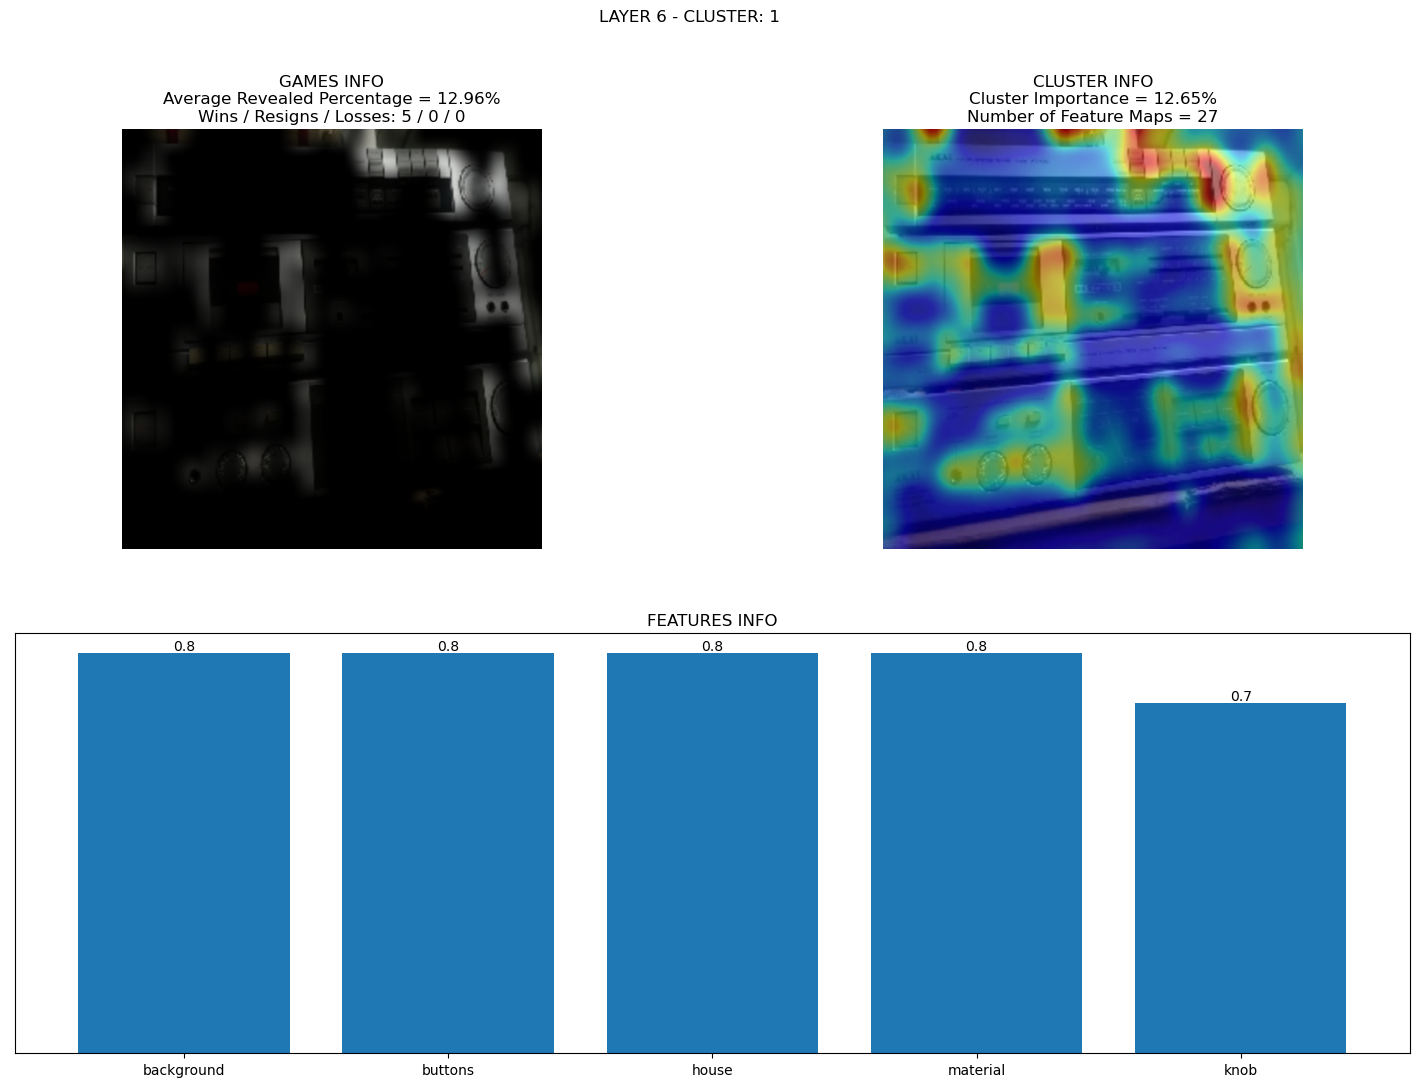 LAYER 6 - CLUSTER: 1
GAMES INFO
Average Revealed Percentage = 12.96%
Wins / Resigns / Losses: 5 / 0 / 0
CLUSTER INFO
Cluster Importance = 12.65%
Number of Feature Maps = 27
AKAI
FEATURES INFO
0.8
0.8
0.8
0.8
0.7
background
buttons
house
material
knob